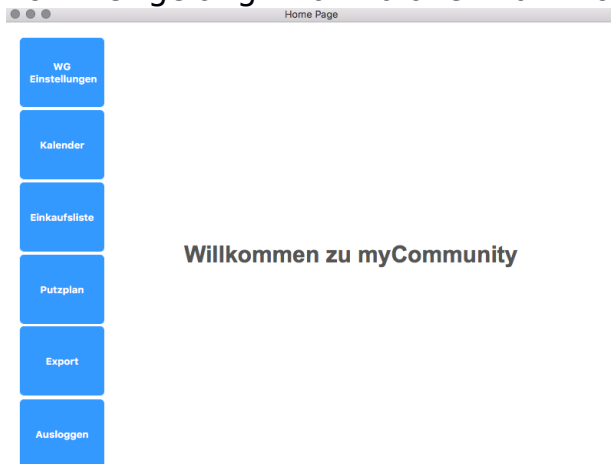 Home Page
WG
Einstellungen
Kalender
Einkaufsliste
Willkommen zu myCommunity
Putzplan
Export
Ausloggen